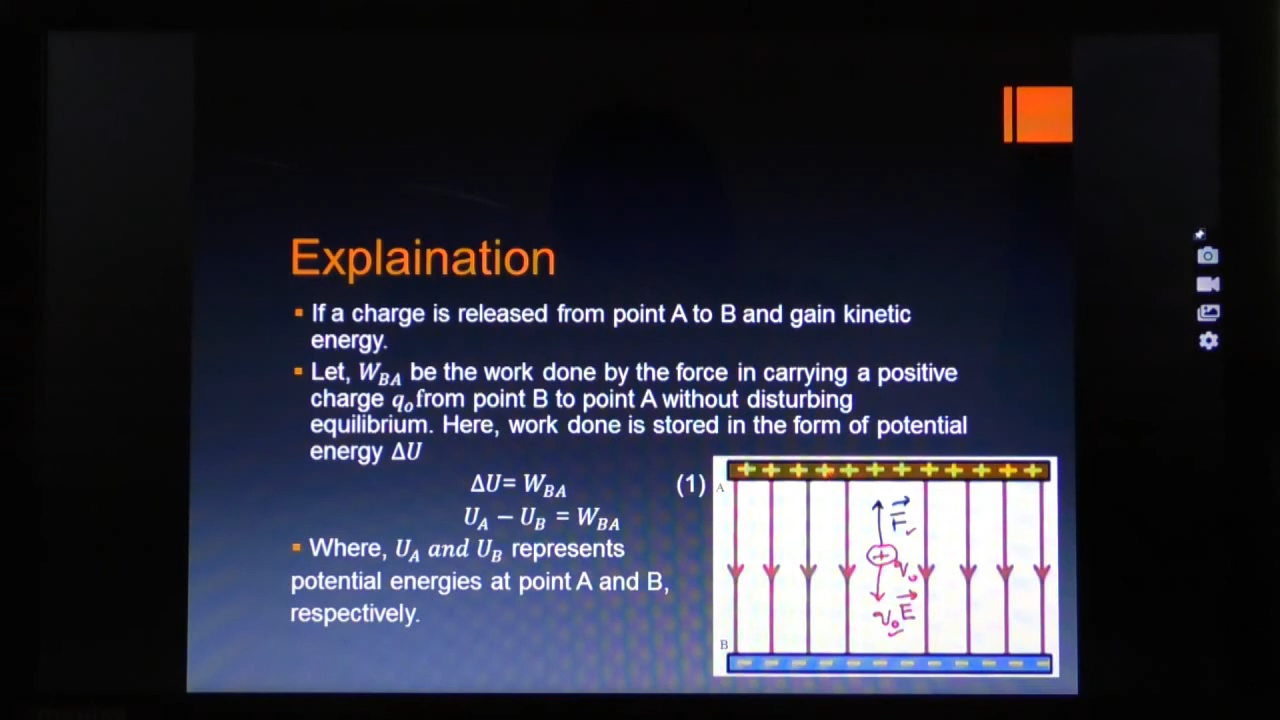 Explaination
▪ If a charge is released from point A to B and gain kinetic
energy.
▪ Let, W_BA be the work done by the force in carrying a positive
charge q_o from point B to point A without disturbing
equilibrium. Here, work done is stored in the form of potential
energy ΔU
ΔU= W_BA (1)
U_A − U_B = W_BA
▪ Where, U_A and U_B represents
potential energies at point A and B,
respectively.
A
+ + + + + + + + + + + +
F
+
E
B